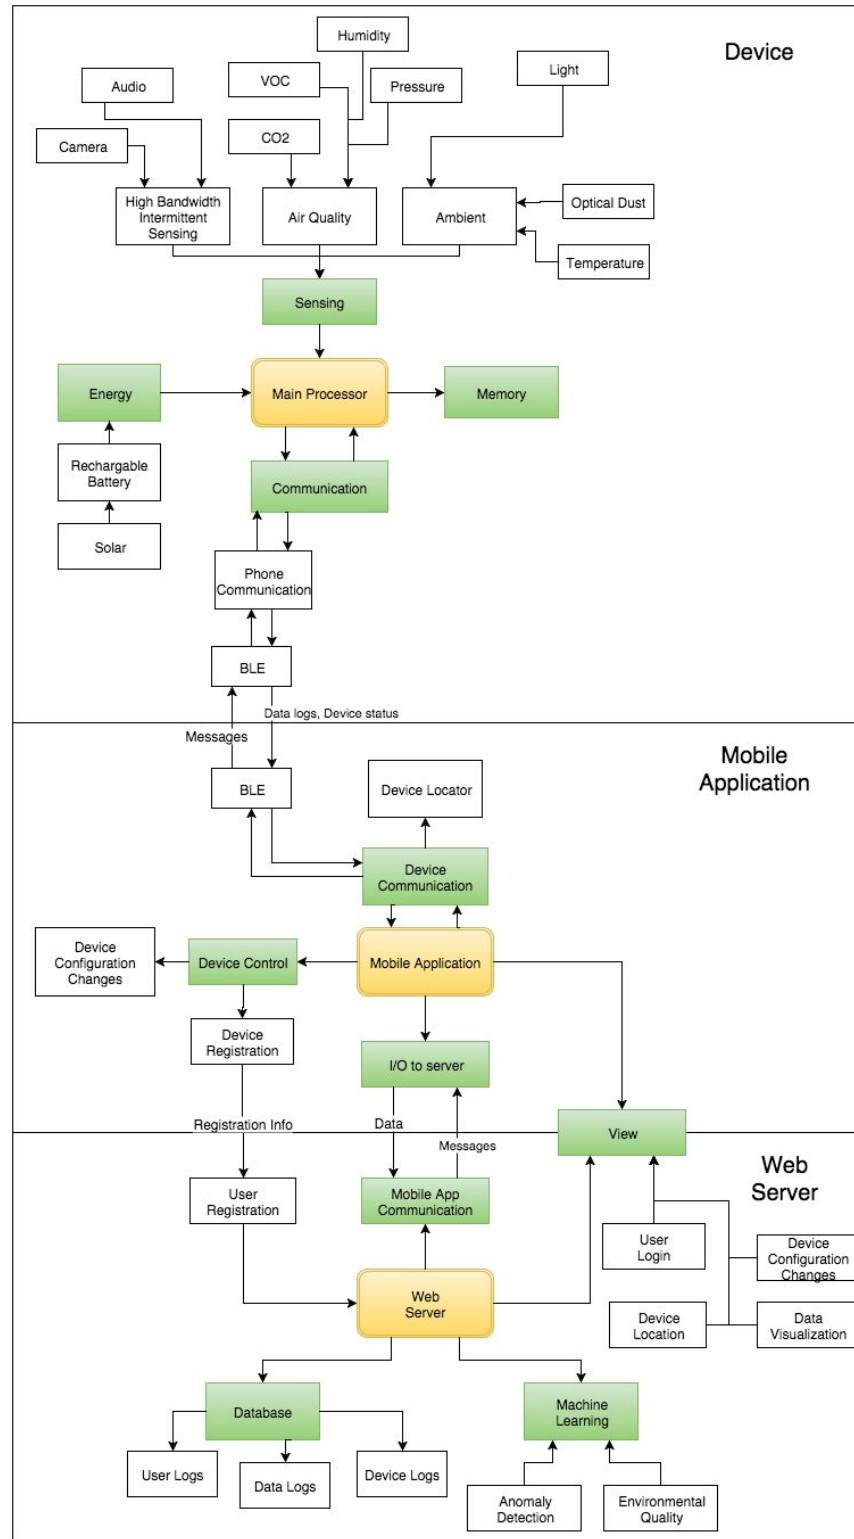 Humidity
Device
Light
VOC
Pressure
Audio
CO2
Camera
High Bandwidth
Intermittent
Sensing
Air Quality
Ambient
Optical Dust
Temperature
Sensing
Energy
Main Processor
Memory
Rechargable
Battery
Communication
Solar
Phone
Communication
BLE
Data logs, Device status
Messages
Mobile
Application
BLE
Device Locator
Device
Communication
Device
Configuration
Changes
Device Control
Mobile Application
Device
Registration
I/O to server
Registration Info
Data
Messages
View
Web
Server
User
Registration
Mobile App
Communication
User
Login
Device
Configuration
Changes
Web
Server
Device
Location
Data
Visualization
Database
Machine
Learning
User Logs
Data Logs
Device Logs
Anomaly
Detection
Environmental
Quality